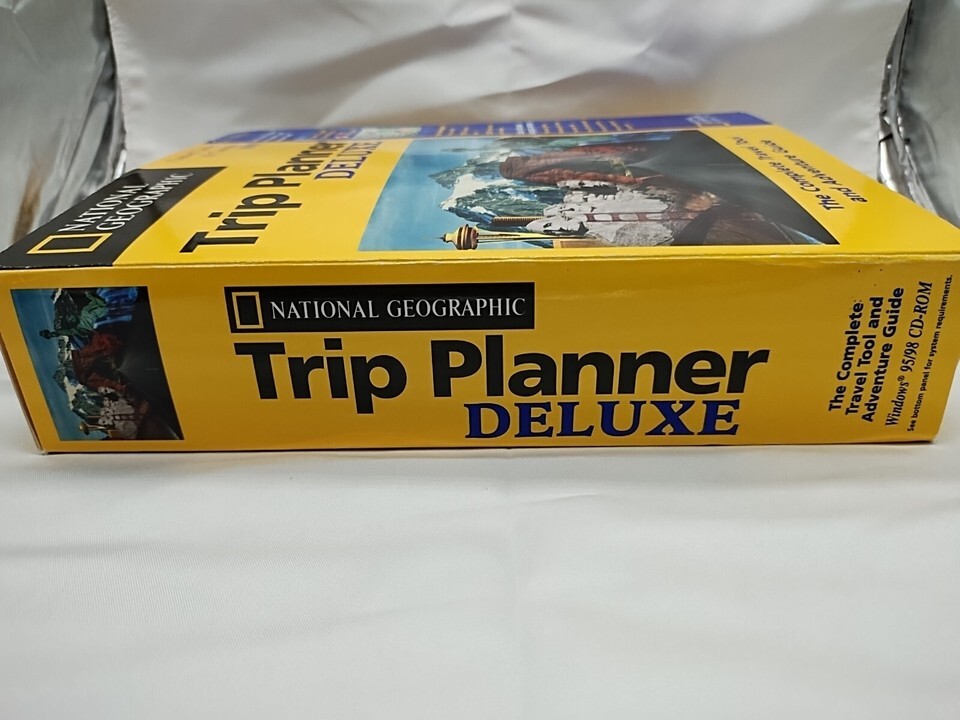 NATIONAL
GEOGRAPHIC
Trip Planner
DELUXE
The Complete Travel Tool
and Adventure Guide
NATIONAL GEOGRAPHIC
Trip Planner
DELUXE
The Complete
Travel Tool and
Adventure Guide
Windows® 95/98 CD-ROM
See bottom panel for system requirements.